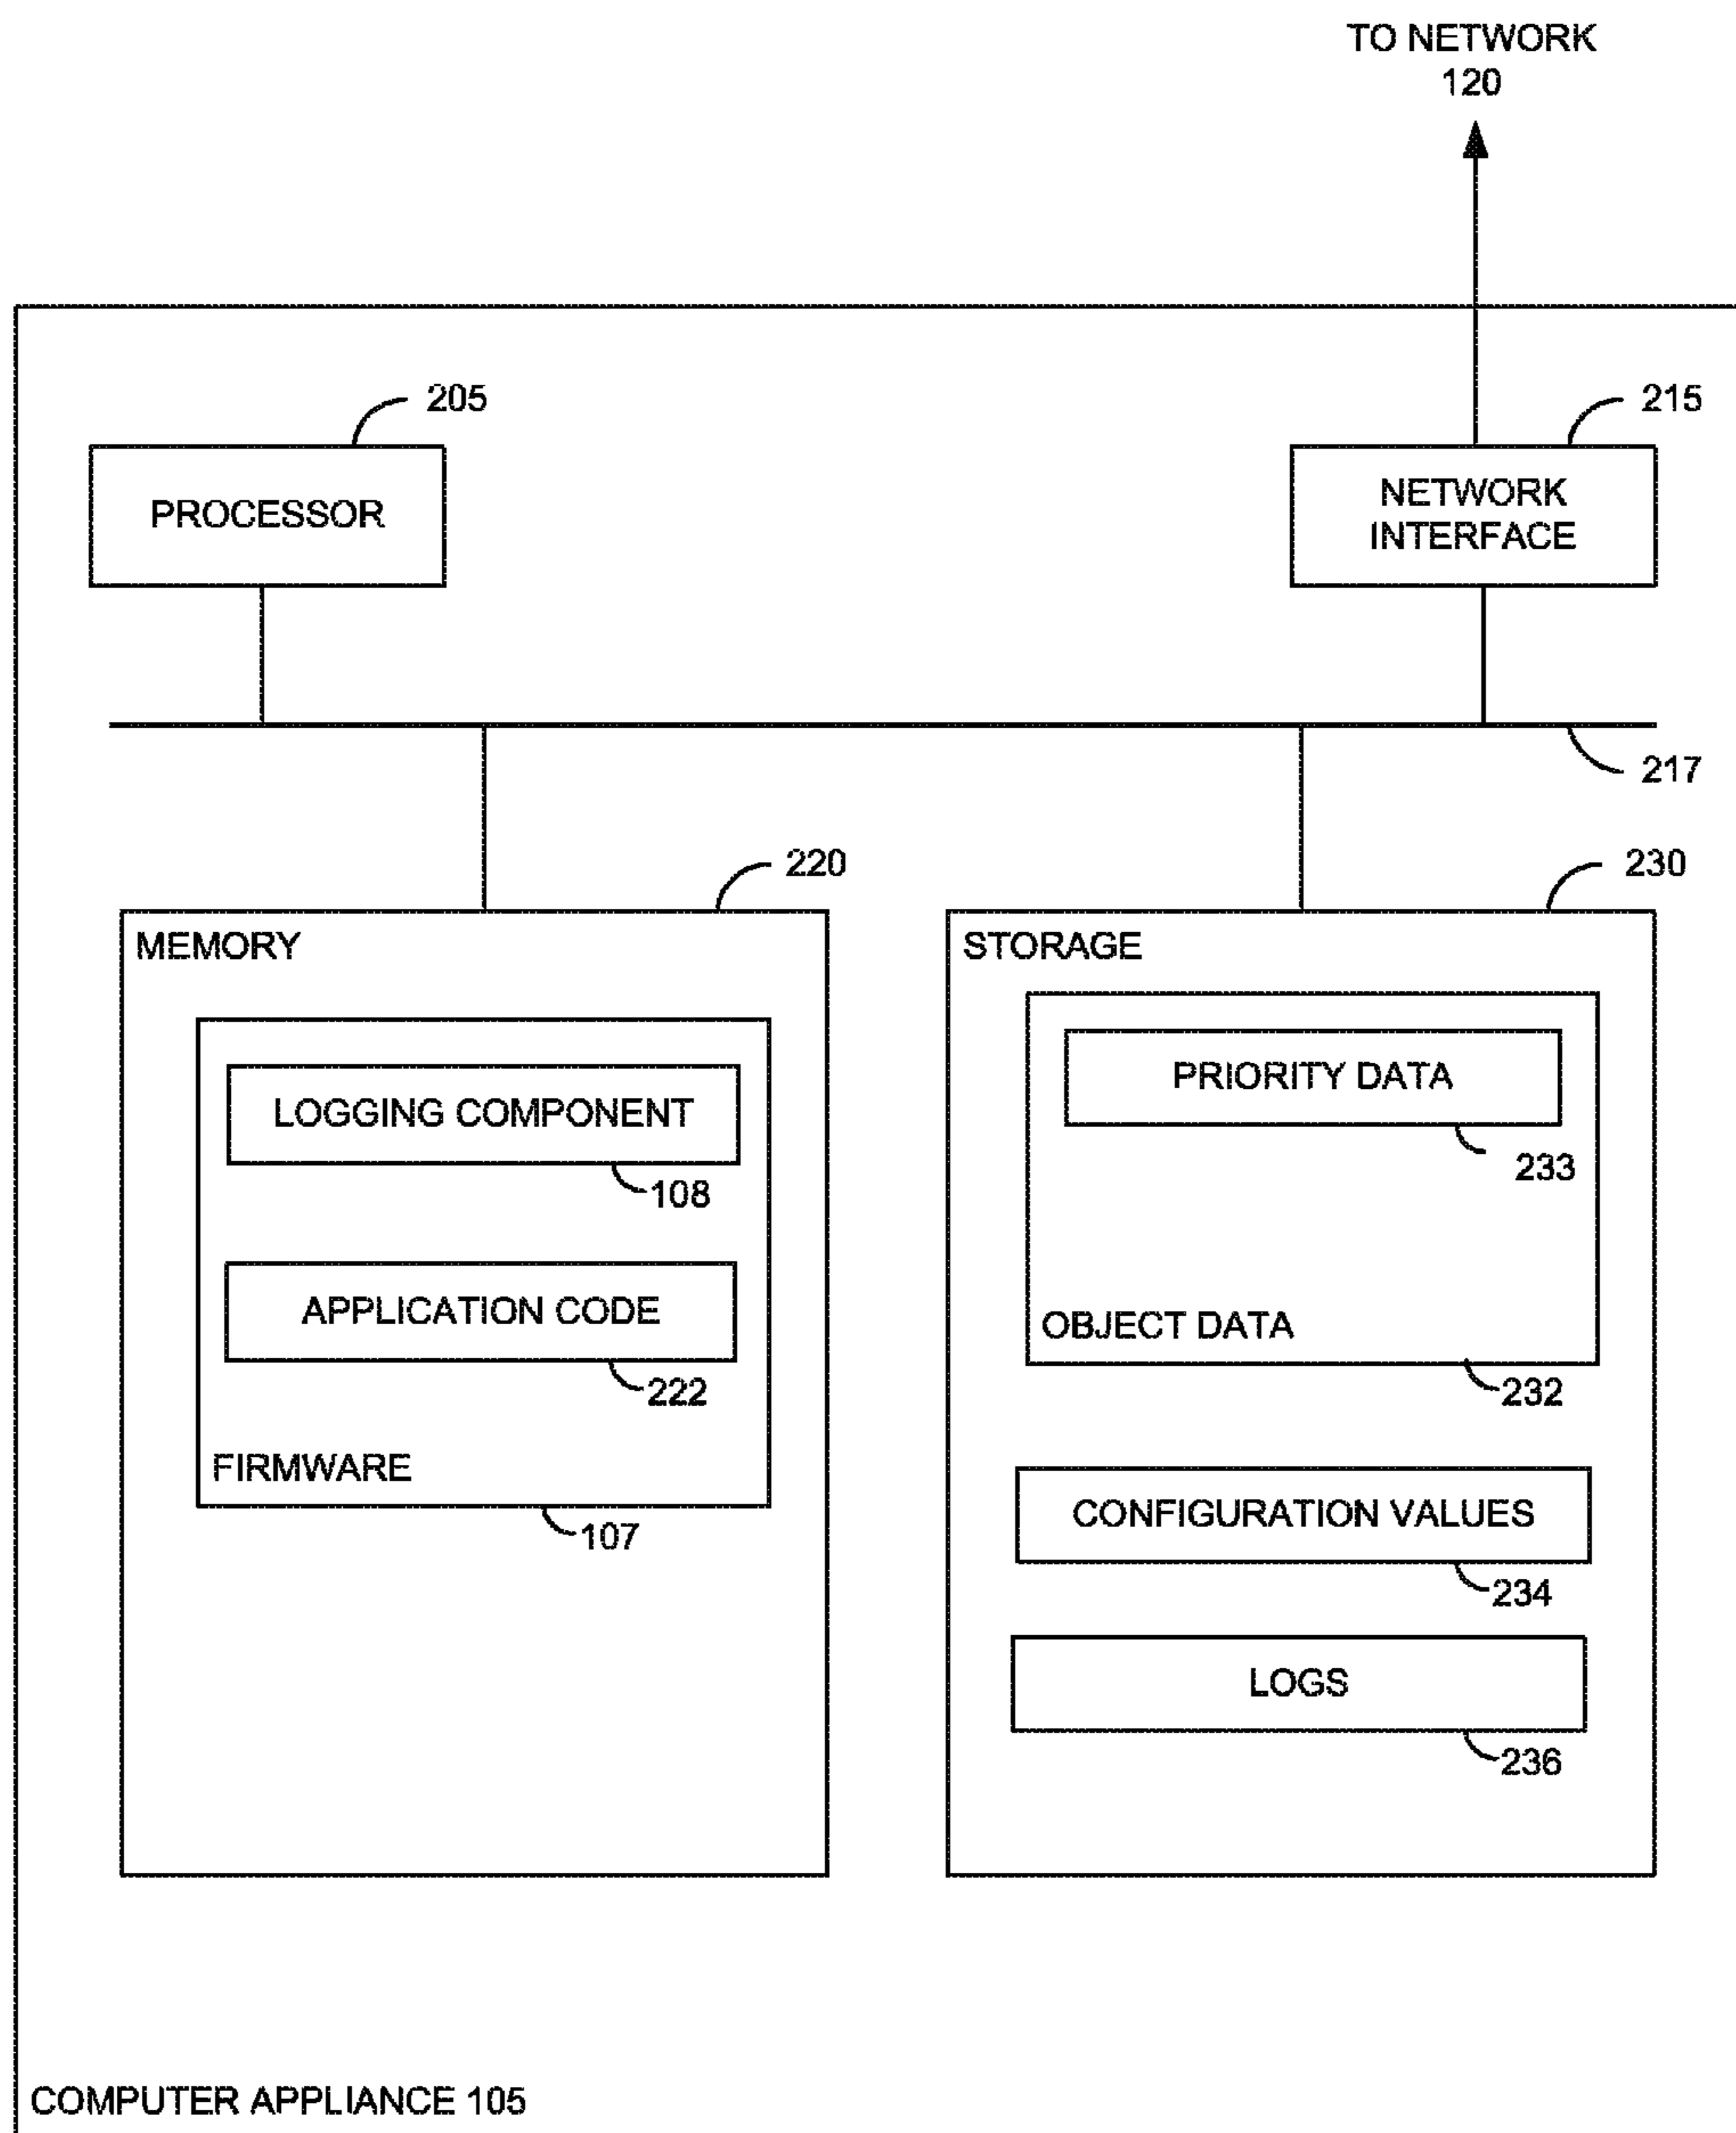 TO NETWORK
120
205
215
PROCESSOR
NETWORK
INTERFACE
217
220
230
MEMORY
STORAGE
LOGGING COMPONENT
108
APPLICATION CODE
222
FIRMWARE
107
PRIORITY DATA
233
OBJECT DATA
232
CONFIGURATION VALUES
234
LOGS
236
COMPUTER APPLIANCE 105